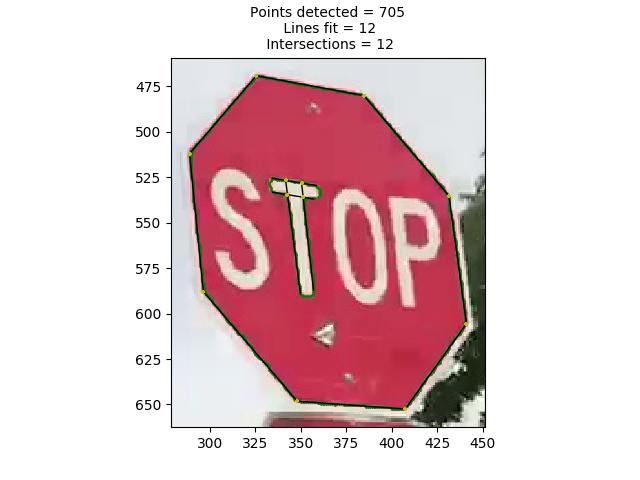 Points detected = 705
Lines fit = 12
Intersections = 12
475
500
525
550
575
600
625
650
STOP
300 325 350 375 400 425 450